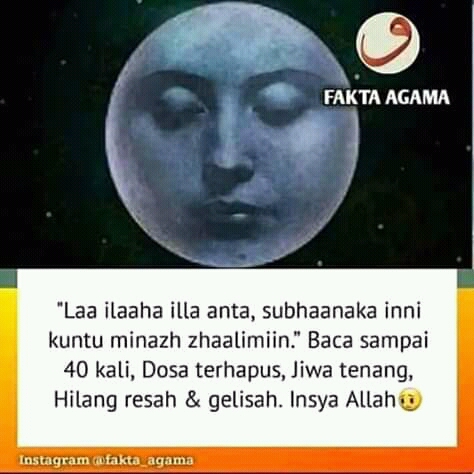 FAKTA AGAMA
"Laa ilaaha illa anta, subhaanaka inni
kuntu minazh zhaalimiin." Baca sampai
40 kali, Dosa terhapus, Jiwa tenang,
Hilang resah & gelisah. Insya Allah😢
Instagram @fakta_agama